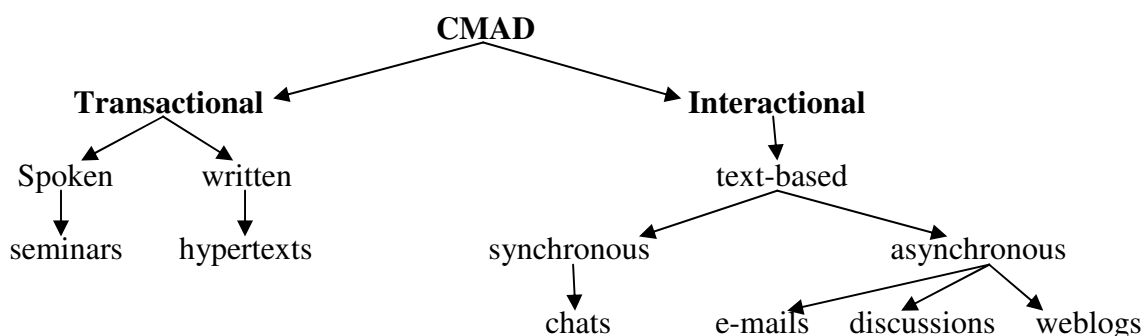 CMAD
Transactional Interactional
Spoken written text-based
seminars hypertexts synchronous asynchronous
chats e-mails discussions weblogs